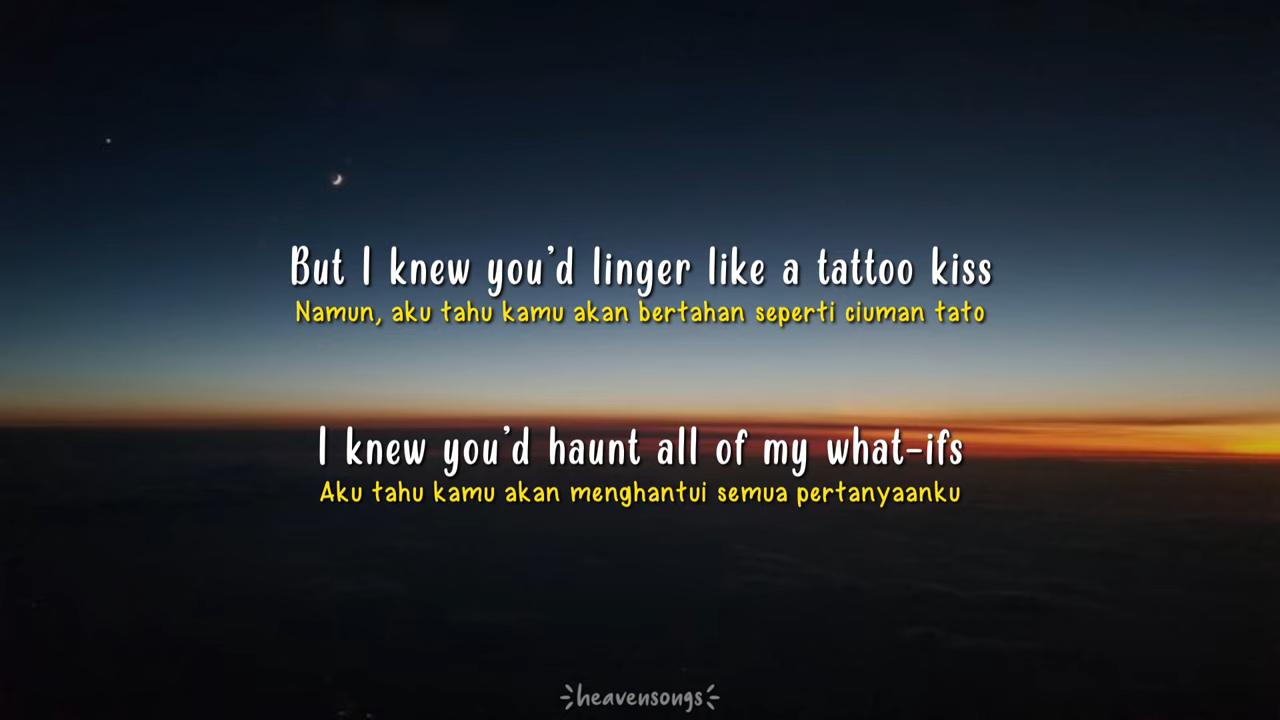 But I knew you'd linger like a tattoo kiss
Namun, aku tahu kamu akan bertahan seperti ciuman tato
I knew you'd haunt all of my what-ifs
Aku tahu kamu akan menghantui semua pertanyaanku
heavensongs